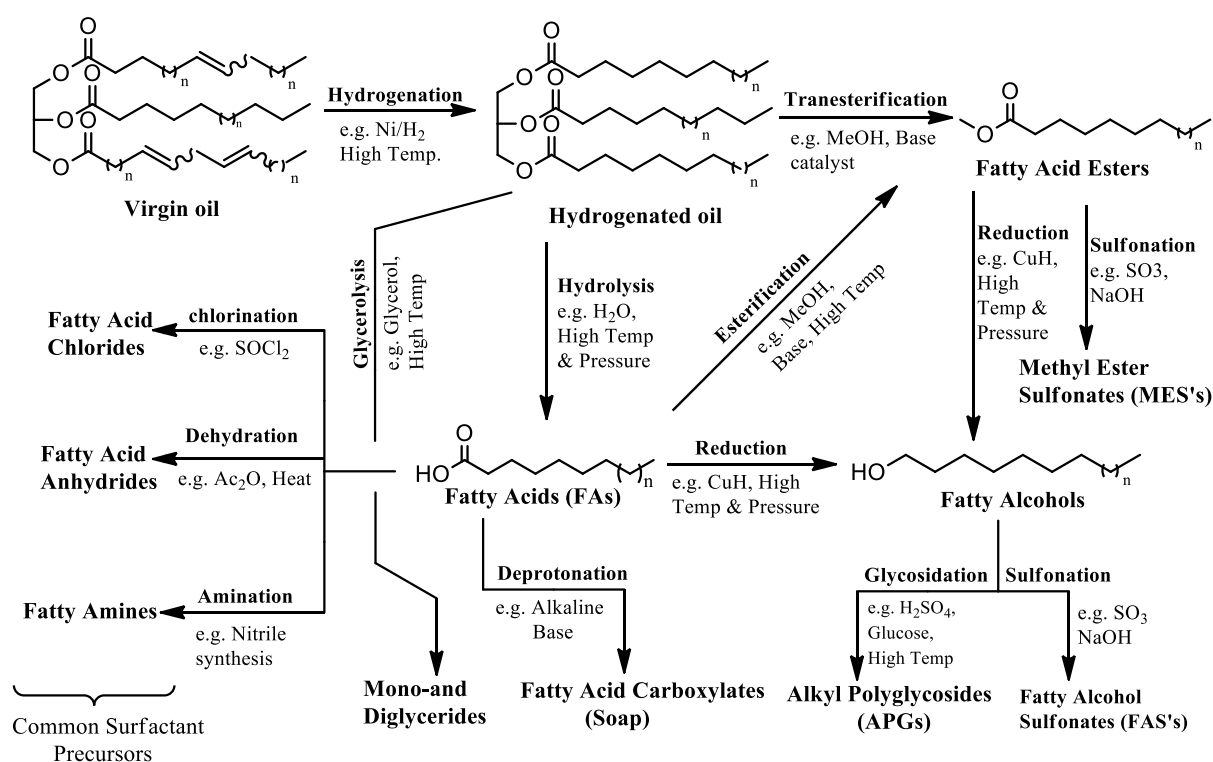 O
O
n
n
O
O
O
n
O
O
n
n
Virgin oil
Hydrogenation
e.g. Ni/H2
High Temp.
O
O
n
O
O
n
O
O
n
Hydrogenated oil
Tranesterification
e.g. MeOH, Base
catalyst
O
O
n
Fatty Acid Esters
Reduction
e.g. CuH,
High
Temp &
Pressure
Sulfonation
e.g. SO3,
NaOH
Methyl Ester
Sulfonates (MES's)
Glycerolysis
e.g. Glycerol,
High Temp
Hydrolysis
e.g. H2O,
High Temp
& Pressure
Esterification
e.g. MeOH,
Base, High Temp
Fatty Acid
Chlorides
chlorination
e.g. SOCl2
Fatty Acid
Anhydrides
Dehydration
e.g. Ac2O, Heat
O
HO
n
Fatty Acids (FAs)
Reduction
e.g. CuH, High
Temp & Pressure
HO
n
Fatty Alcohols
Fatty Amines
Amination
e.g. Nitrile
synthesis
Deprotonation
e.g. Alkaline
Base
Glycosidation
e.g. H2SO4,
Glucose,
High Temp
Sulfonation
e.g. SO3
NaOH
Mono-and
Diglycerides
Fatty Acid Carboxylates
(Soap)
Alkyl Polyglycosides
(APGs)
Fatty Alcohol
Sulfonates (FAS's)
Common Surfactant
Precursors